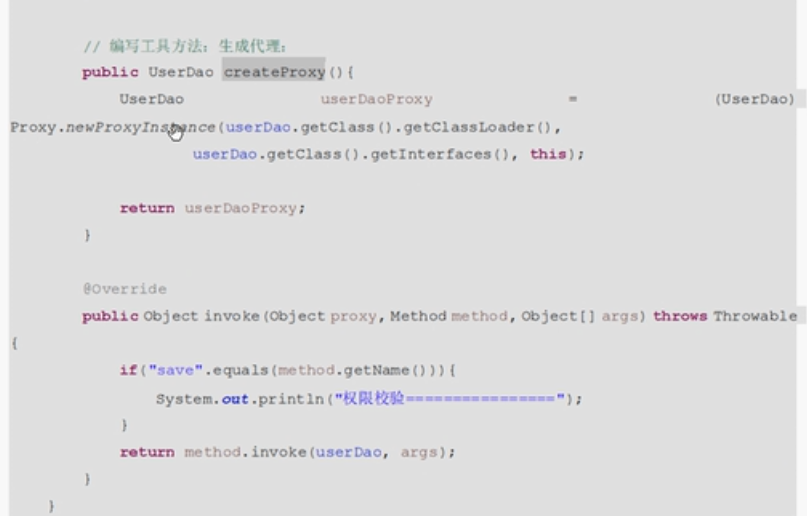 // 编写工具方法：生成代理：
public UserDao createProxy(){
UserDao userDaoProxy = (UserDao)
Proxy.newProxyInstance(userDao.getClass().getClassLoader(),
userDao.getClass().getInterfaces(), this);
return userDaoProxy;
}
@Override
public Object invoke(Object proxy, Method method, Object[] args) throws Throwable
{
if("save".equals(method.getName())){
System.out.println("权限校验================");
}
return method.invoke(userDao, args);
}
}